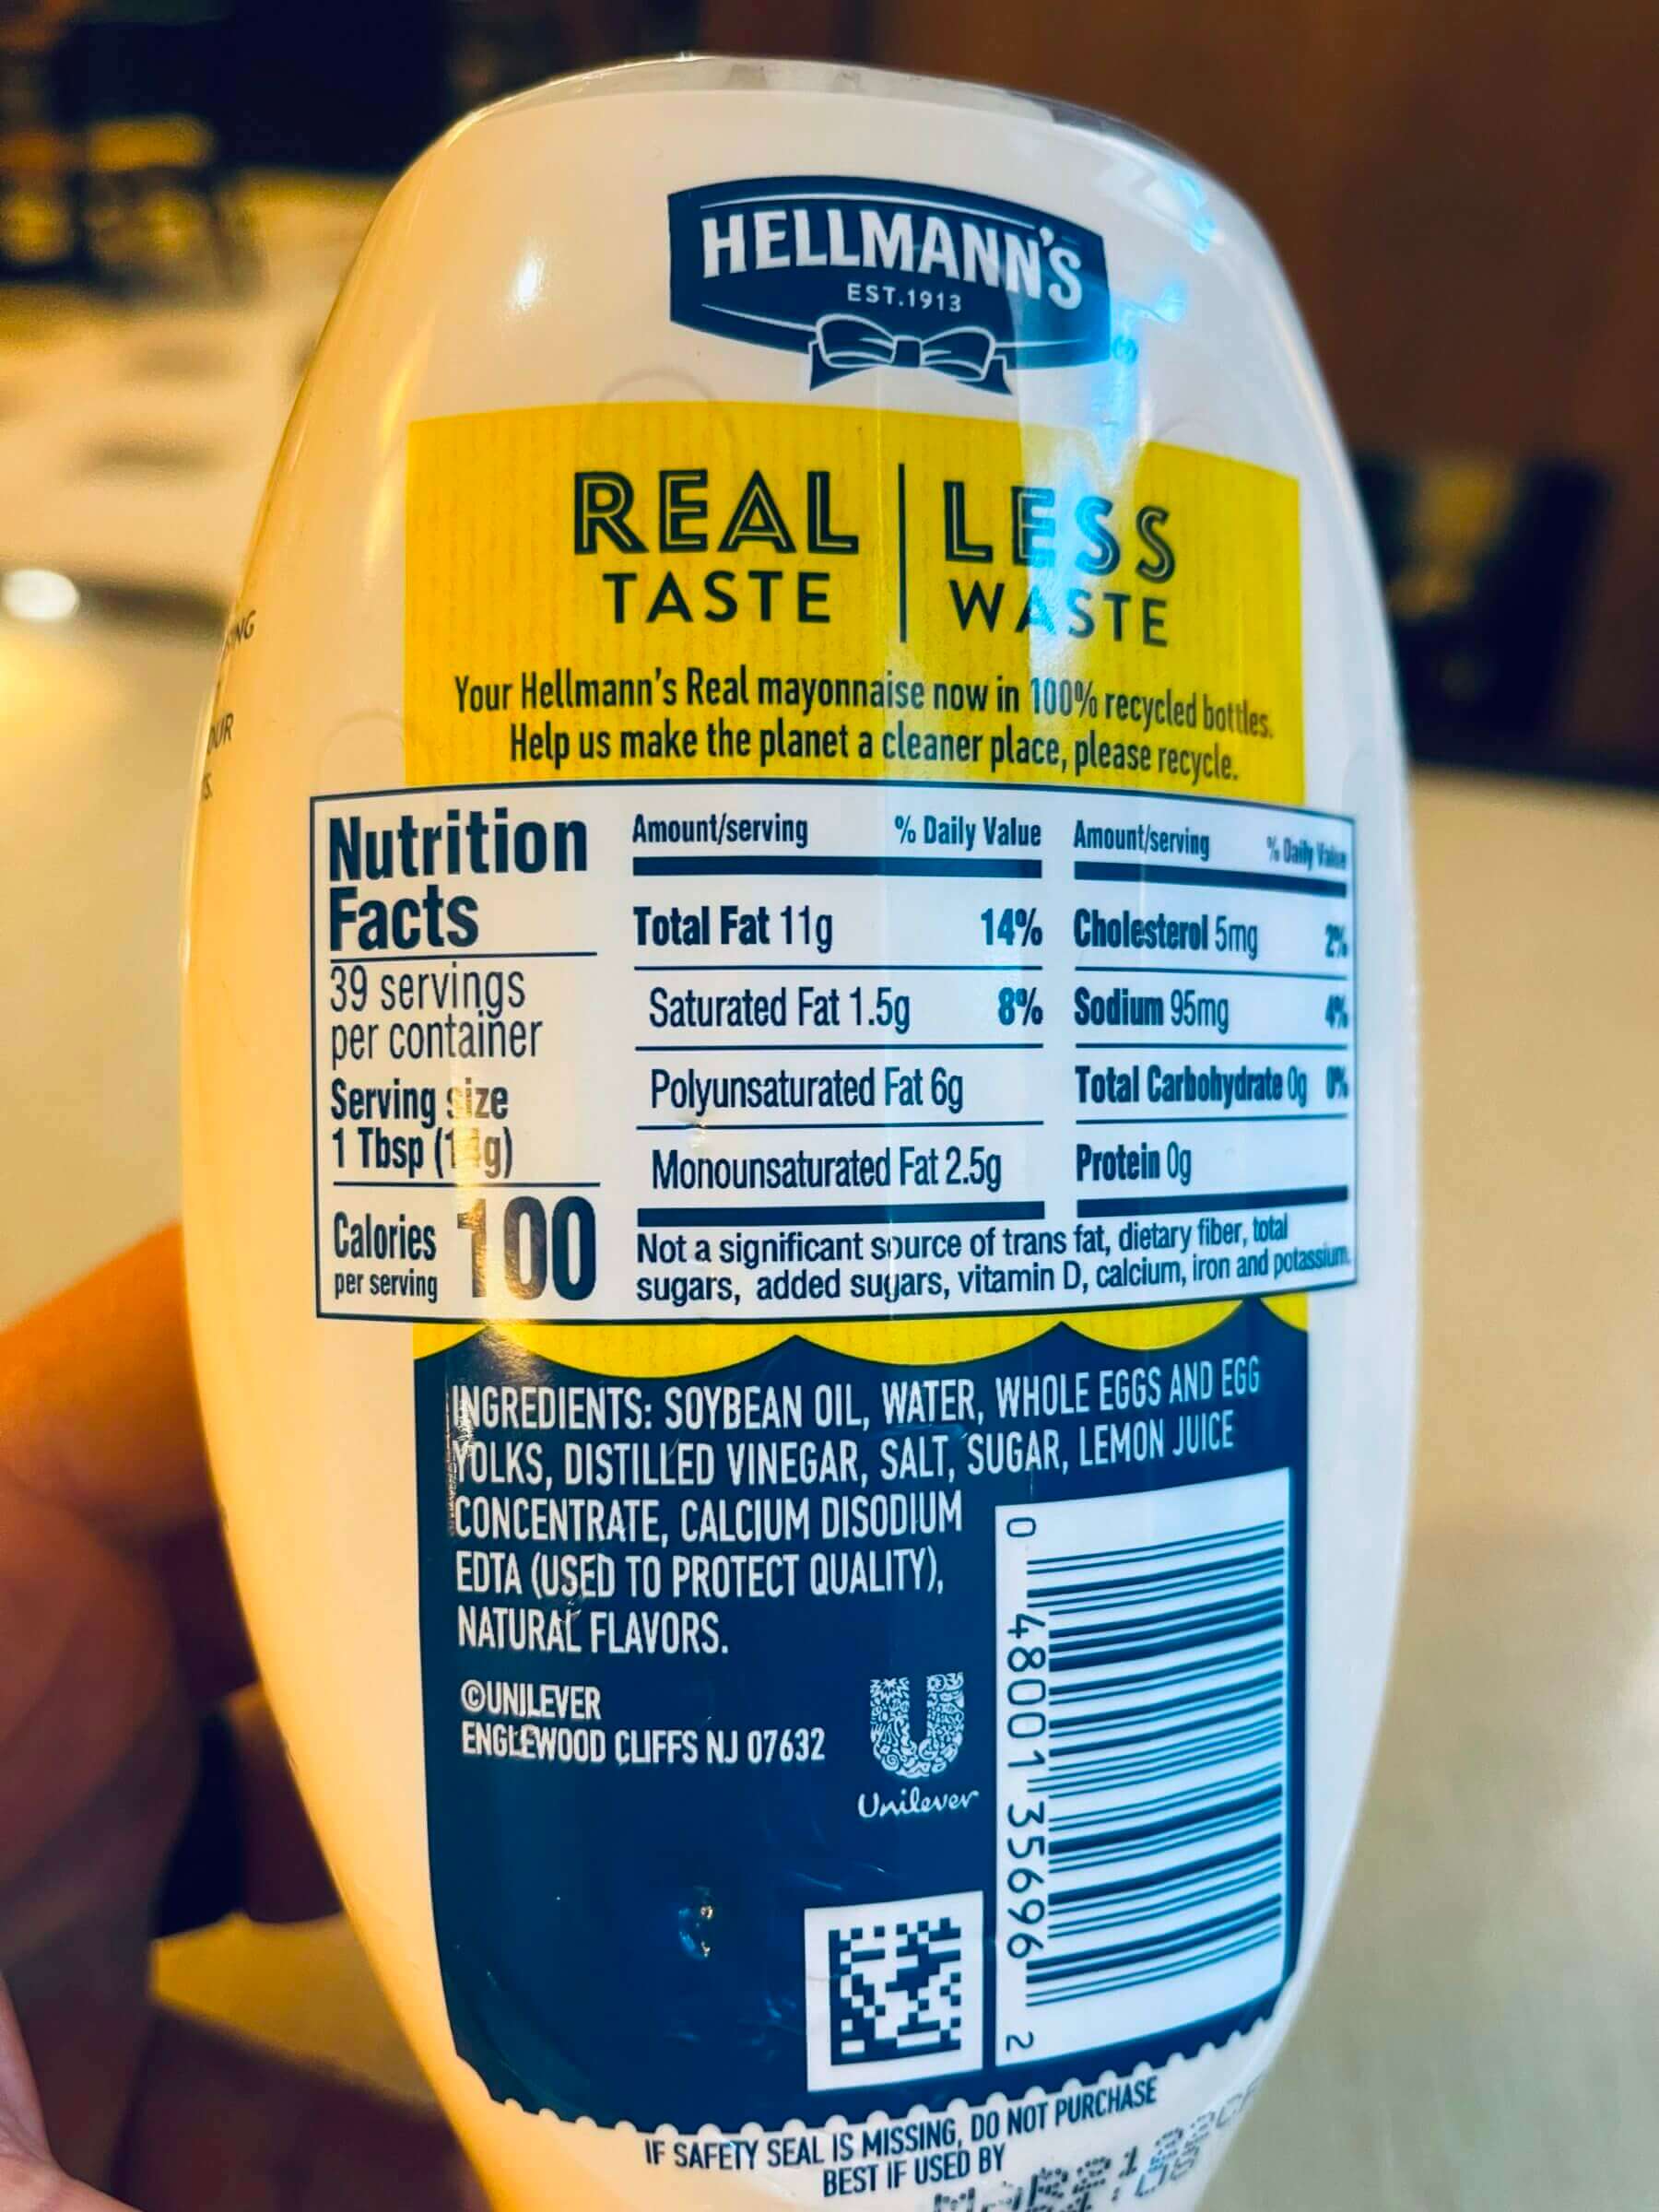 HELLMANN'S
EST.1913
REAL TASTE | LESS WASTE
Your Hellmann's Real mayonnaise now in 100% recycled bottles.
Help us make the planet a cleaner place, please recycle.
Nutrition
Facts
39 servings
per container
Serving size
1 Tbsp (14g)
Calories 100
per serving
Amount/serving % Daily Value
Total Fat 11g 14%
Saturated Fat 1.5g 8%
Polyunsaturated Fat 6g
Monounsaturated Fat 2.5g
Amount/serving % Daily Value
Cholesterol 5mg 2%
Sodium 95mg 4%
Total Carbohydrate 0g 0%
Protein 0g
Not a significant source of trans fat, dietary fiber, total
sugars, added sugars, vitamin D, calcium, iron and potassium.
INGREDIENTS: SOYBEAN OIL, WATER, WHOLE EGGS AND EGG
YOLKS, DISTILLED VINEGAR, SALT, SUGAR, LEMON JUICE
CONCENTRATE, CALCIUM DISODIUM
EDTA (USED TO PROTECT QUALITY),
NATURAL FLAVORS.
©UNILEVER
ENGLEWOOD CLIFFS NJ 07632
Unilever
0 48001 35696 2
IF SAFETY SEAL IS MISSING, DO NOT PURCHASE
BEST IF USED BY